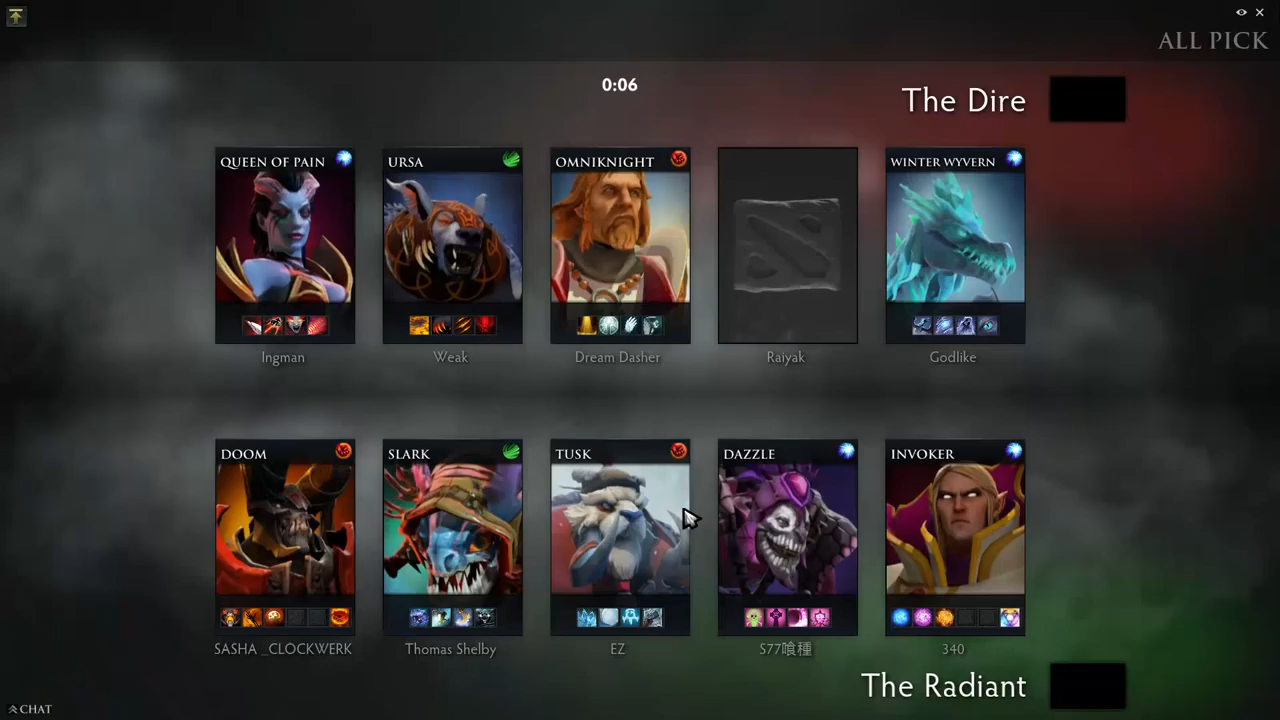 ALL PICK
0:06
The Dire
QUEEN OF PAIN
URSA
OMNIKNIGHT
WINTER WYVERN
Ingman
Weak
Dream Dasher
Raiyak
Godlike
DOOM
SLARK
TUSK
DAZZLE
INVOKER
SASHA _CLOCKWERK
Thomas Shelby
EZ
S77喰種
340
The Radiant
CHAT